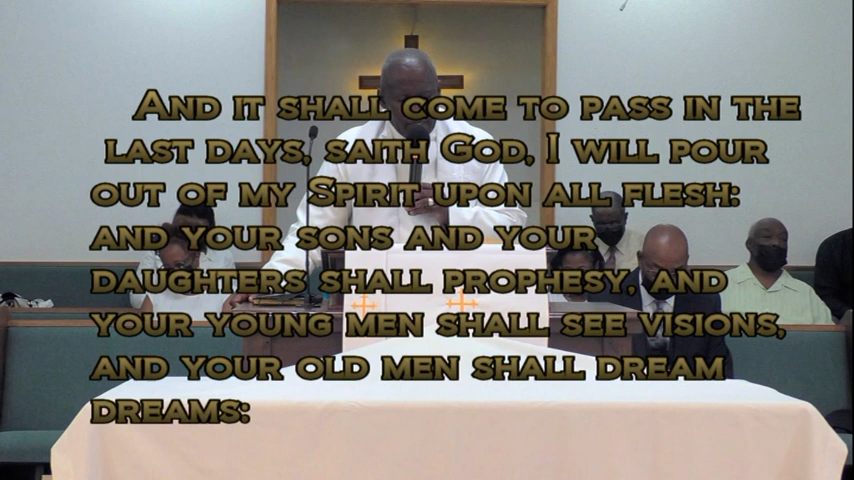 And it shall come to pass in the
last days, saith God, I will pour
out of my Spirit upon all flesh:
and your sons and your
daughters shall prophesy, and
your young men shall see visions,
and your old men shall dream
dreams: